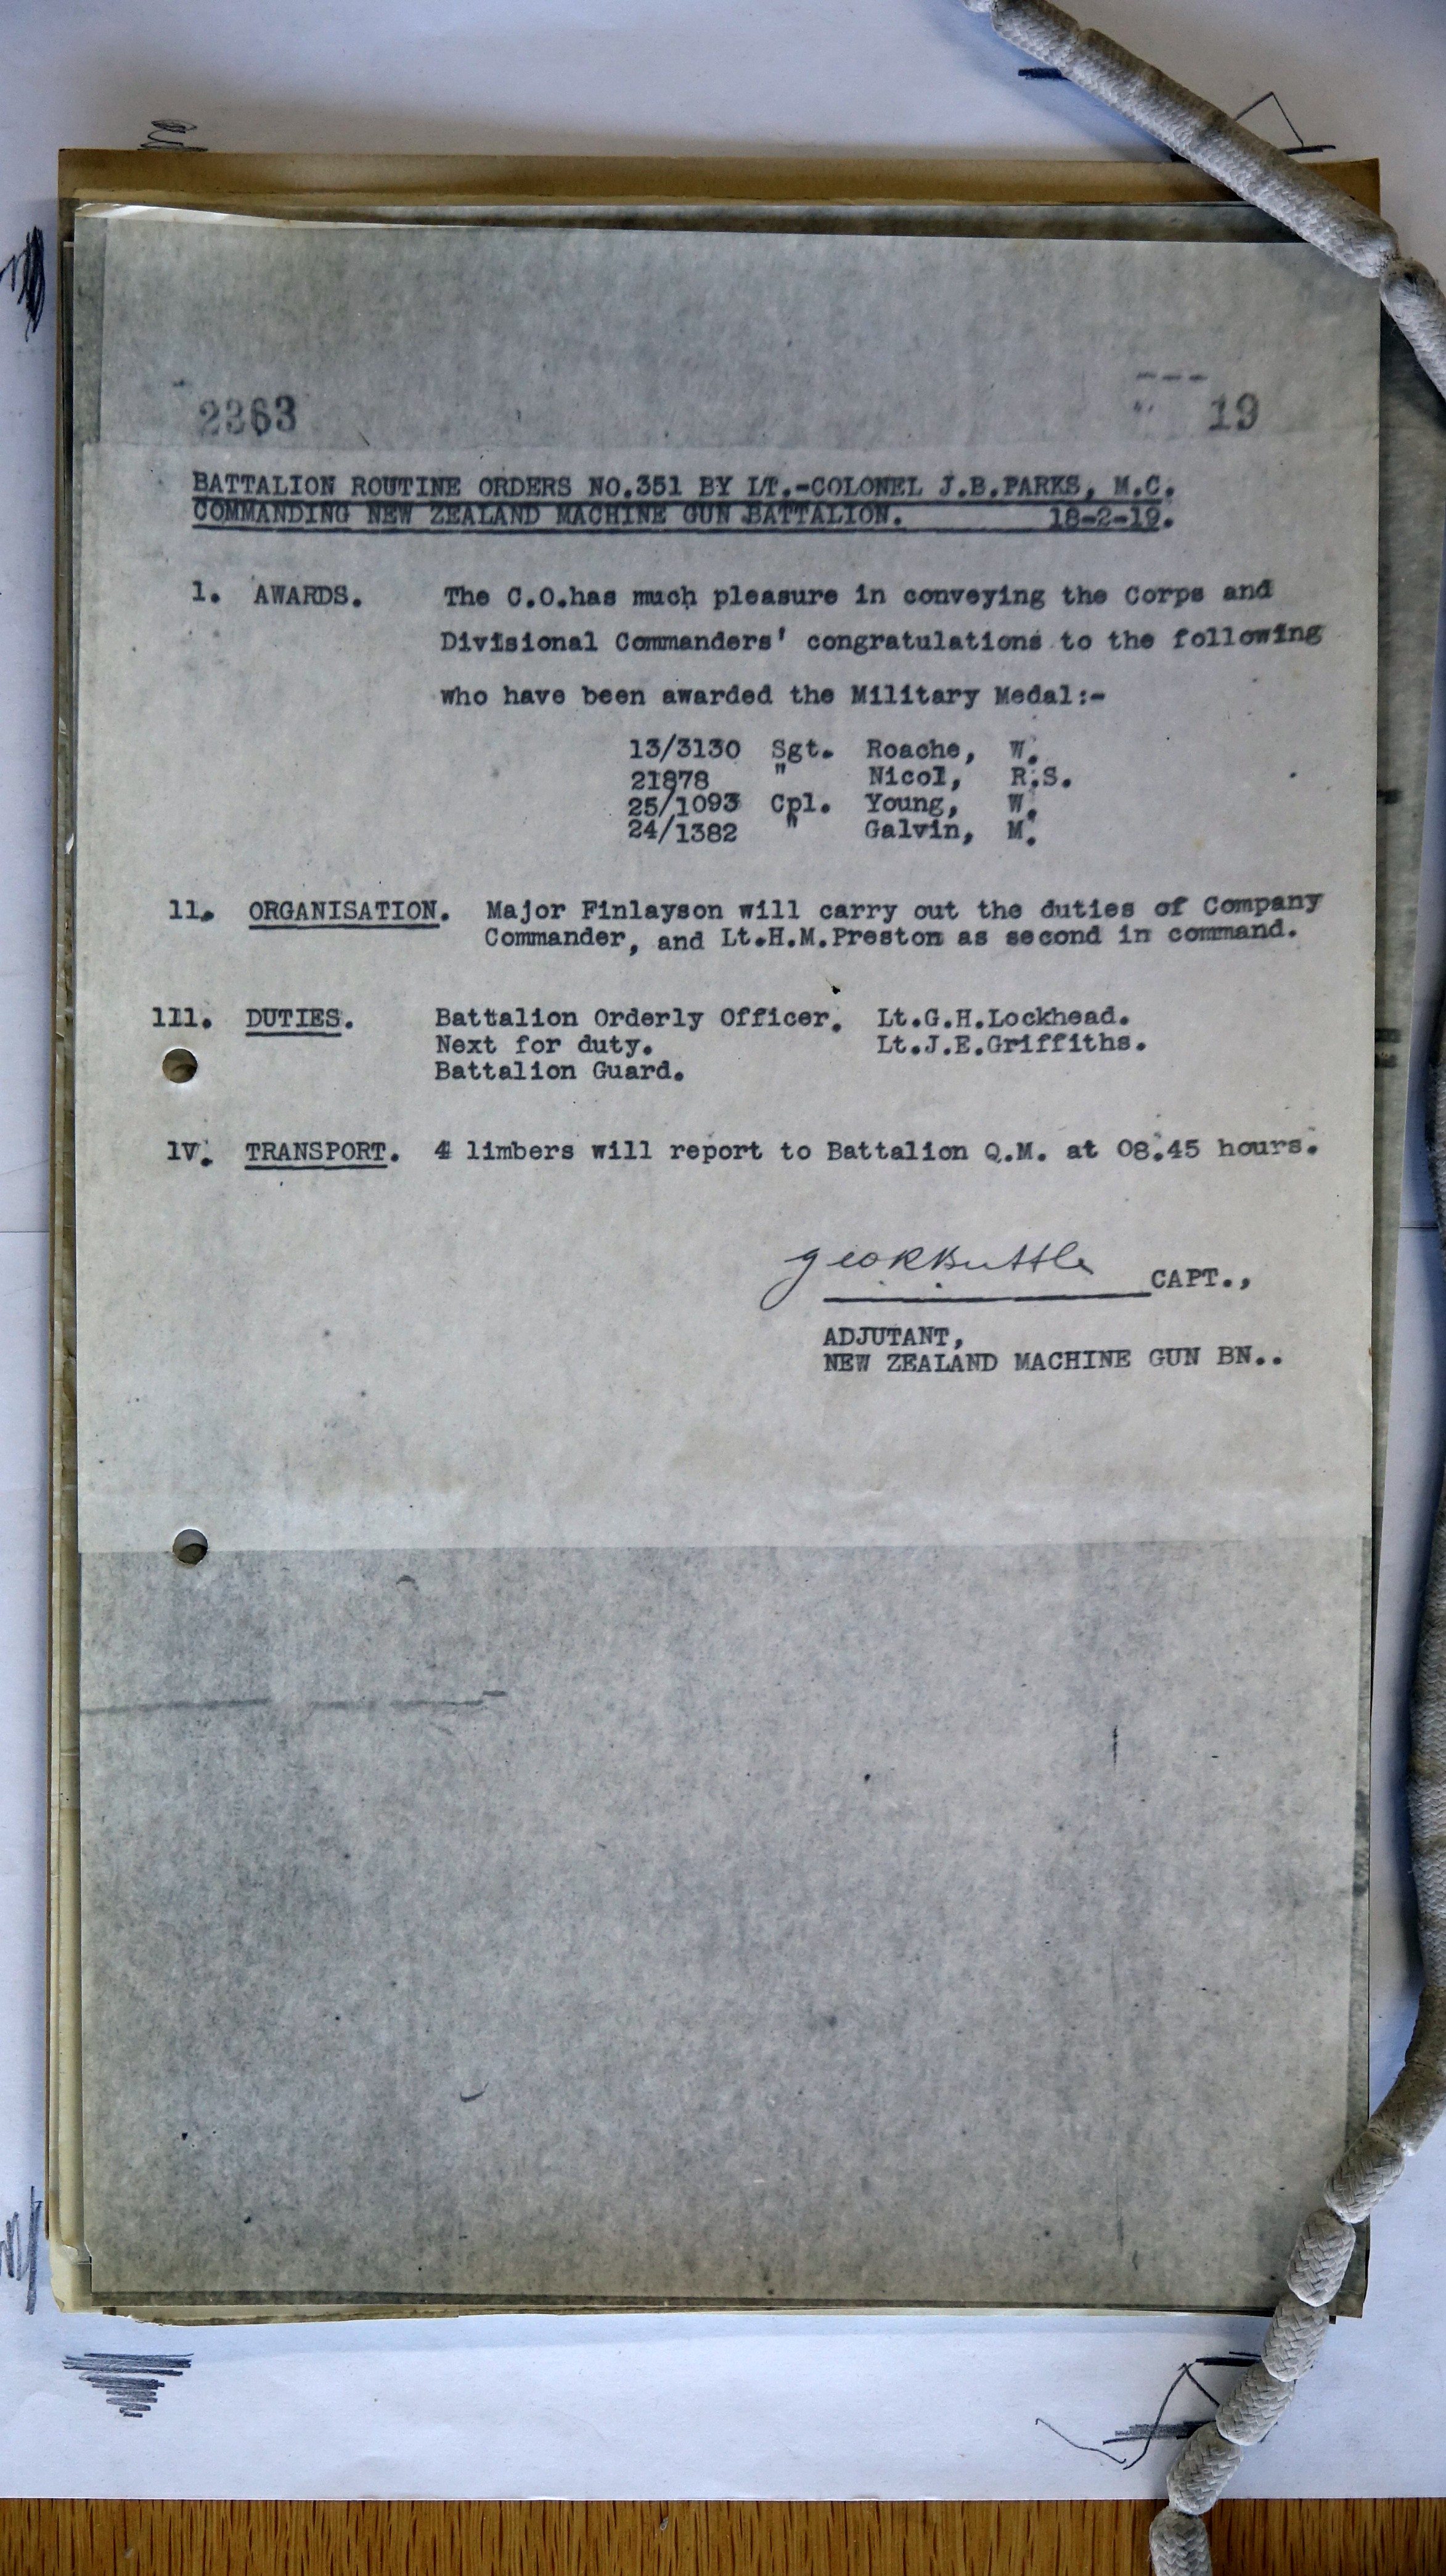 2363 19
BATTALION ROUTINE ORDERS NO.351 BY LT.-COLONEL J.B.PARKS, M.C.
COMMANDING NEW ZEALAND MACHINE GUN BATTALION. 18-2-19.
1. AWARDS. The C.O.has much pleasure in conveying the Corps and
Divisional Commanders' congratulations to the following
who have been awarded the Military Medal:-
13/3130 Sgt. Roache, W.
21878 " Nicol, R.S.
25/1093 Cpl. Young, W.
24/1382 " Galvin, M.
11. ORGANISATION. Major Finlayson will carry out the duties of Company
Commander, and Lt.H.M.Preston as second in command.
111. DUTIES. Battalion Orderly Officer. Lt.G.H.Lockhead.
Next for duty. Lt.J.E.Griffiths.
Battalion Guard.
1V. TRANSPORT. 4 limbers will report to Battalion Q.M. at 08.45 hours.
Geo R Buttle CAPT.,
ADJUTANT,
NEW ZEALAND MACHINE GUN BN..